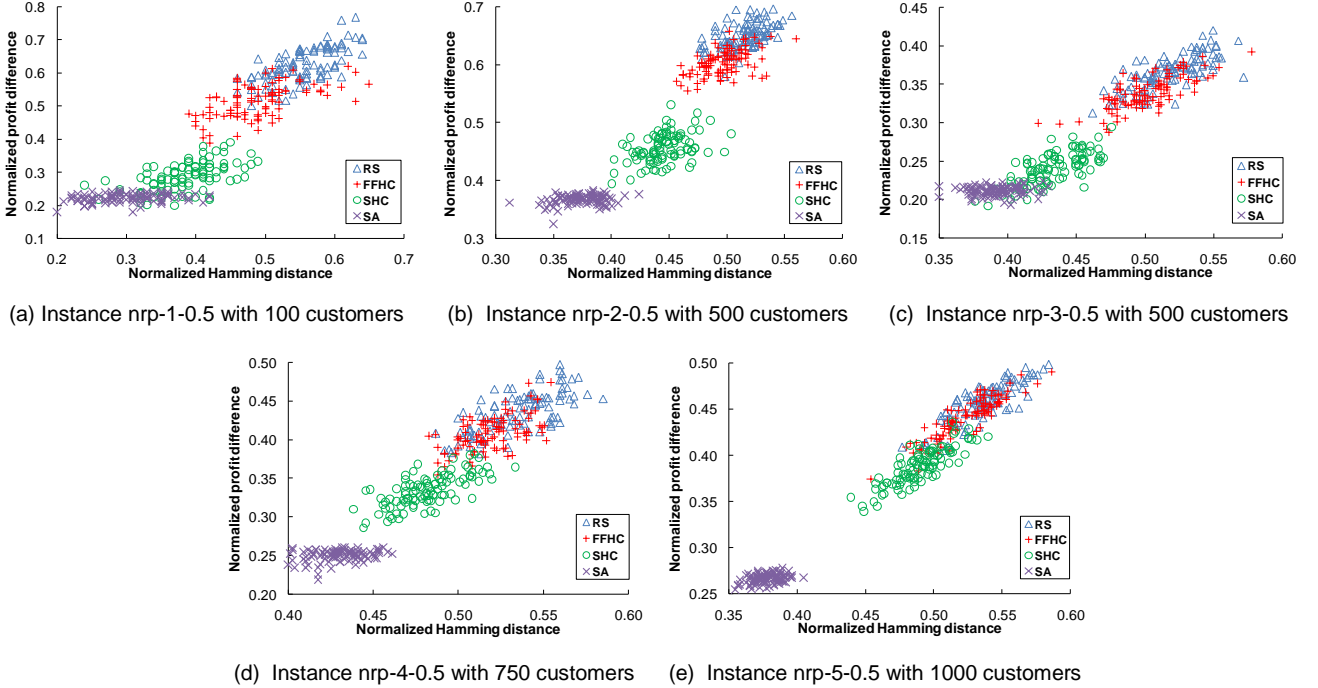 Normalized profit difference
0.8
0.7
0.6
0.5
0.4
0.3
0.2
0.1
0.2 0.3 0.4 0.5 0.6 0.7
Normalized Hamming distance
RS
FFHC
SHC
SA
(a) Instance nrp-1-0.5 with 100 customers
Normalized profit difference
0.7
0.6
0.5
0.4
0.3
0.30 0.35 0.40 0.45 0.50 0.55 0.60
Normalized Hamming distance
RS
FFHC
SHC
SA
(b) Instance nrp-2-0.5 with 500 customers
Normalized profit difference
0.45
0.40
0.35
0.30
0.25
0.20
0.15
0.35 0.40 0.45 0.50 0.55 0.60
Normalized Hamming distance
RS
FFHC
SHC
SA
(c) Instance nrp-3-0.5 with 500 customers
Normalized profit difference
0.50
0.45
0.40
0.35
0.30
0.25
0.20
0.40 0.45 0.50 0.55 0.60
Normalized Hamming distance
RS
FFHC
SHC
SA
(d) Instance nrp-4-0.5 with 750 customers
Normalized profit difference
0.50
0.45
0.40
0.35
0.30
0.25
0.35 0.40 0.45 0.50 0.55 0.60
Normalized Hamming distance
RS
FFHC
SHC
SA
(e) Instance nrp-5-0.5 with 1000 customers